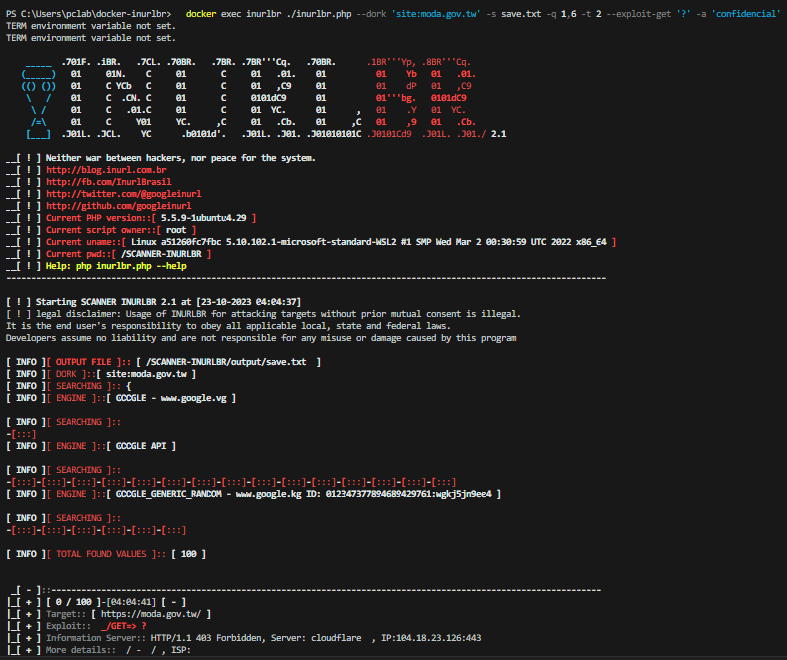 PS C:\Users\pclab\docker-inurlbr> docker exec inurlbr ./inurlbr.php --dork 'site:moda.gov.tw' -s save.txt -q 1,6 -t 2 --exploit-get '?' -a 'confidencial'
TERM environment variable not set.
TERM environment variable not set.
 _____  .701F. .iBR.   .7CL. .70BR.   .7BR. .7BR'''Cq.   .70BR.      .1BR'''Yp, .8BR'''Cq.
(_____)   01     01N.    C     01       C     01   .01.    01          01    Yb   01   .01.
(() ())   01     C YCb   C     01       C     01   ,C9     01          01    dP   01   ,C9
 \   /    01     C  .CN. C     01       C     0101dC9      01          01'''bg.   0101dC9
  \ /     01     C   .01.C     01       C     01  YC.      01      ,   01    .Y   01  YC.
  /=\     01     C     Y01     YC.     ,C     01   .Cb.    01     ,C   01    ,9   01   .Cb.
 [___]  .J01L. .JCL.    YC      .b0101d'.   .J01L. .J01. .J01010101C .J0101Cd9  .J01L. .J01./ 2.1
__[ ! ] Neither war between hackers, nor peace for the system.
__[ ! ] http://blog.inurl.com.br
__[ ! ] http://fb.com/InurlBrasil
__[ ! ] http://twitter.com/@googleinurl
__[ ! ] http://github.com/googleinurl
__[ ! ] Current PHP version::[ 5.5.9-1ubuntu4.29 ]
__[ ! ] Current script owner::[ root ]
__[ ! ] Current uname::[ Linux a51260fc7fbc 5.10.102.1-microsoft-standard-WSL2 #1 SMP Wed Mar 2 00:30:59 UTC 2022 x86_64 ]
__[ ! ] Current pwd::[ /SCANNER-INURLBR ]
__[ ! ] Help: php inurlbr.php --help
------------------------------------------------------------------------------------------------------------------------
[ ! ] Starting SCANNER INURLBR 2.1 at [23-10-2023 04:04:37]
[ ! ] legal disclaimer: Usage of INURLBR for attacking targets without prior mutual consent is illegal.
It is the end user's responsibility to obey all applicable local, state and federal laws.
Developers assume no liability and are not responsible for any misuse or damage caused by this program
[ INFO ][ OUTPUT FILE ]:: [ /SCANNER-INURLBR/output/save.txt  ]
[ INFO ][ DORK ]::[ site:moda.gov.tw ]
[ INFO ][ SEARCHING ]:: {
[ INFO ][ ENGINE ]::[ GOOGLE - www.google.vg ]
[ INFO ][ SEARCHING ]::
-[:::]
[ INFO ][ ENGINE ]::[ GOOGLE API ]
[ INFO ][ SEARCHING ]::
-[:::]-[:::]-[:::]-[:::]-[:::]-[:::]-[:::]-[:::]-[:::]-[:::]-[:::]-[:::]-[:::]-[:::]-[:::]
[ INFO ][ ENGINE ]::[ GOOGLE_GENERIC_RANDOM - www.google.kg ID: 012347377894689429761:wgkj5jn9ee4 ]
[ INFO ][ SEARCHING ]::
-[:::]-[:::]-[:::]-[:::]-[:::]-[:::]
[ INFO ][ TOTAL FOUND VALUES ]:: [ 100 ]
_[ - ]::--------------------------------------------------------------------------------------------------------------
|_[ + ] [ 0 / 100 ]-[04:04:41] [ - ]
|_[ + ] Target:: [ https://moda.gov.tw/ ]
|_[ + ] Exploit:: _/GET=> ?
|_[ + ] Information Server:: HTTP/1.1 403 Forbidden, Server: cloudflare  , IP:104.18.23.126:443
|_[ + ] More details::  / -  / , ISP: